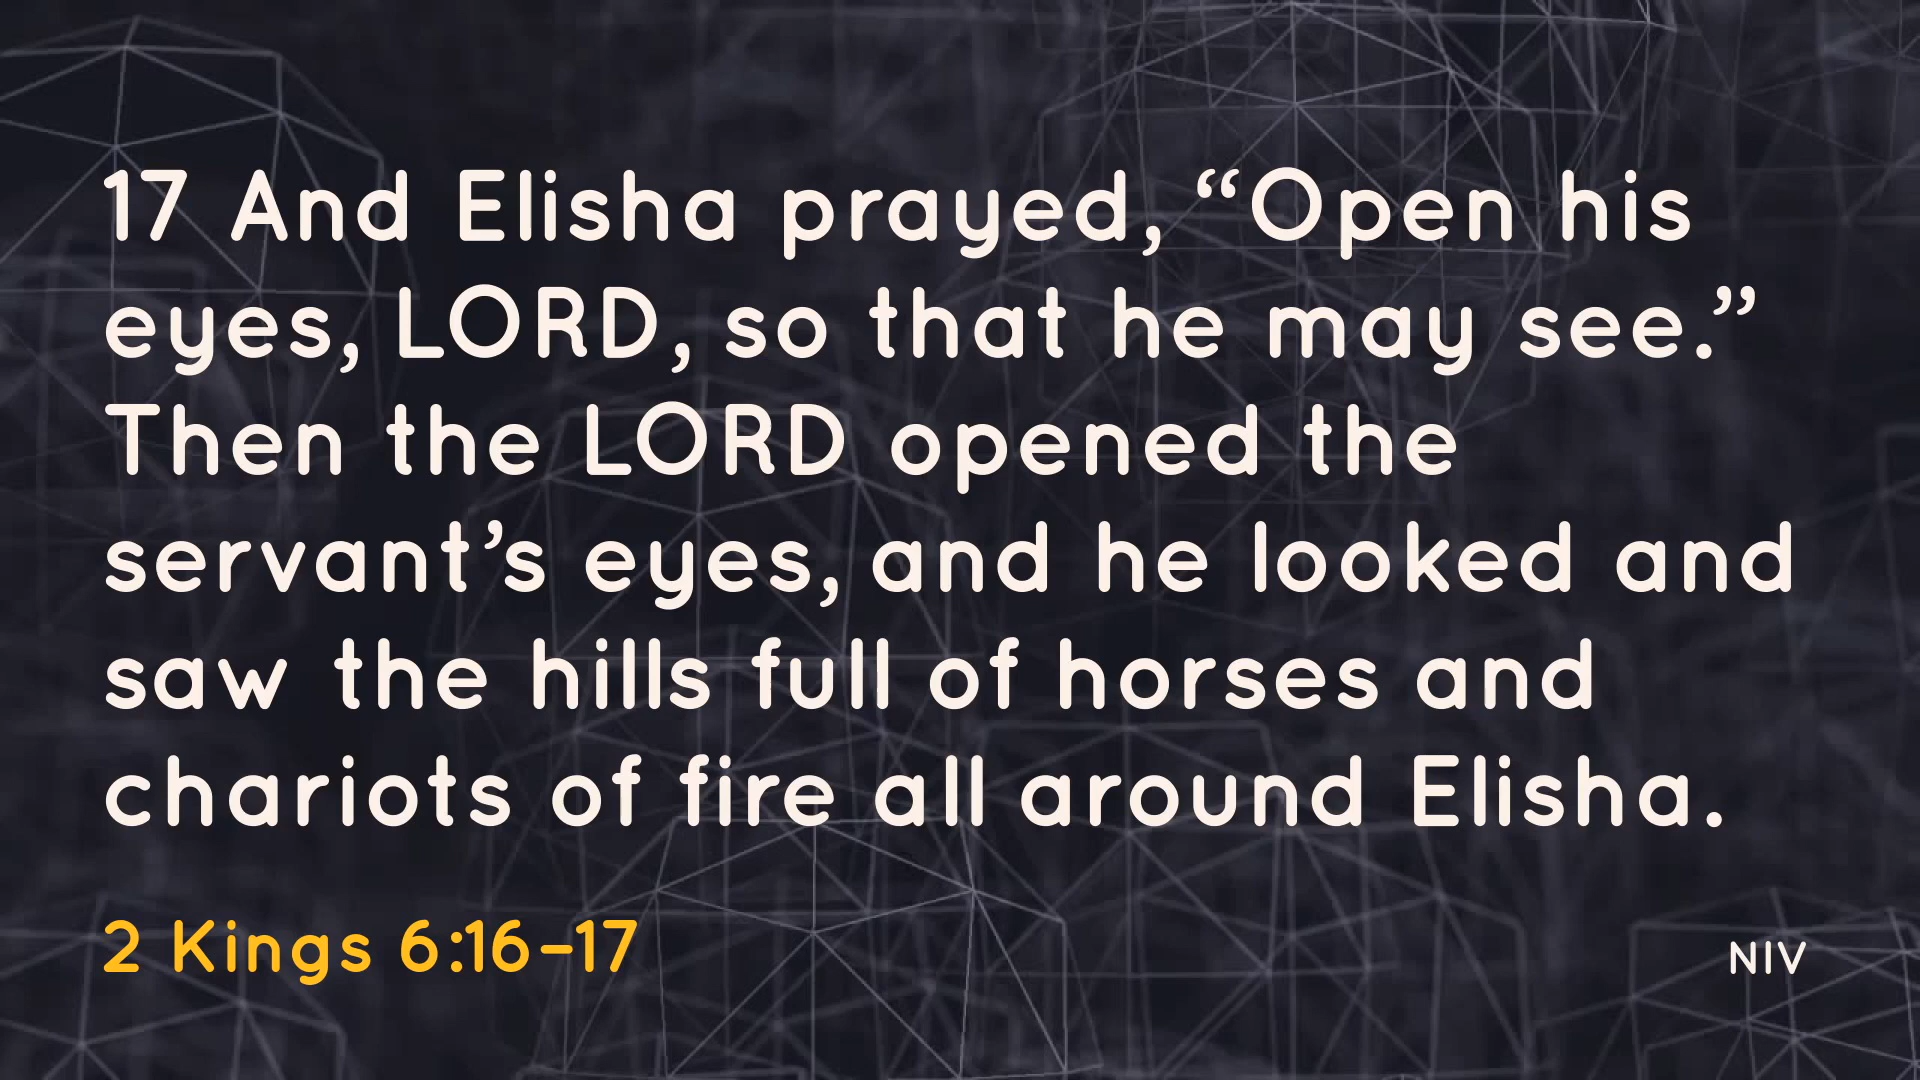 17 And Elisha prayed, “Open his
eyes, LORD, so that he may see.”
Then the LORD opened the
servant’s eyes, and he looked and
saw the hills full of horses and
chariots of fire all around Elisha.
2 Kings 6:16–17
NIV